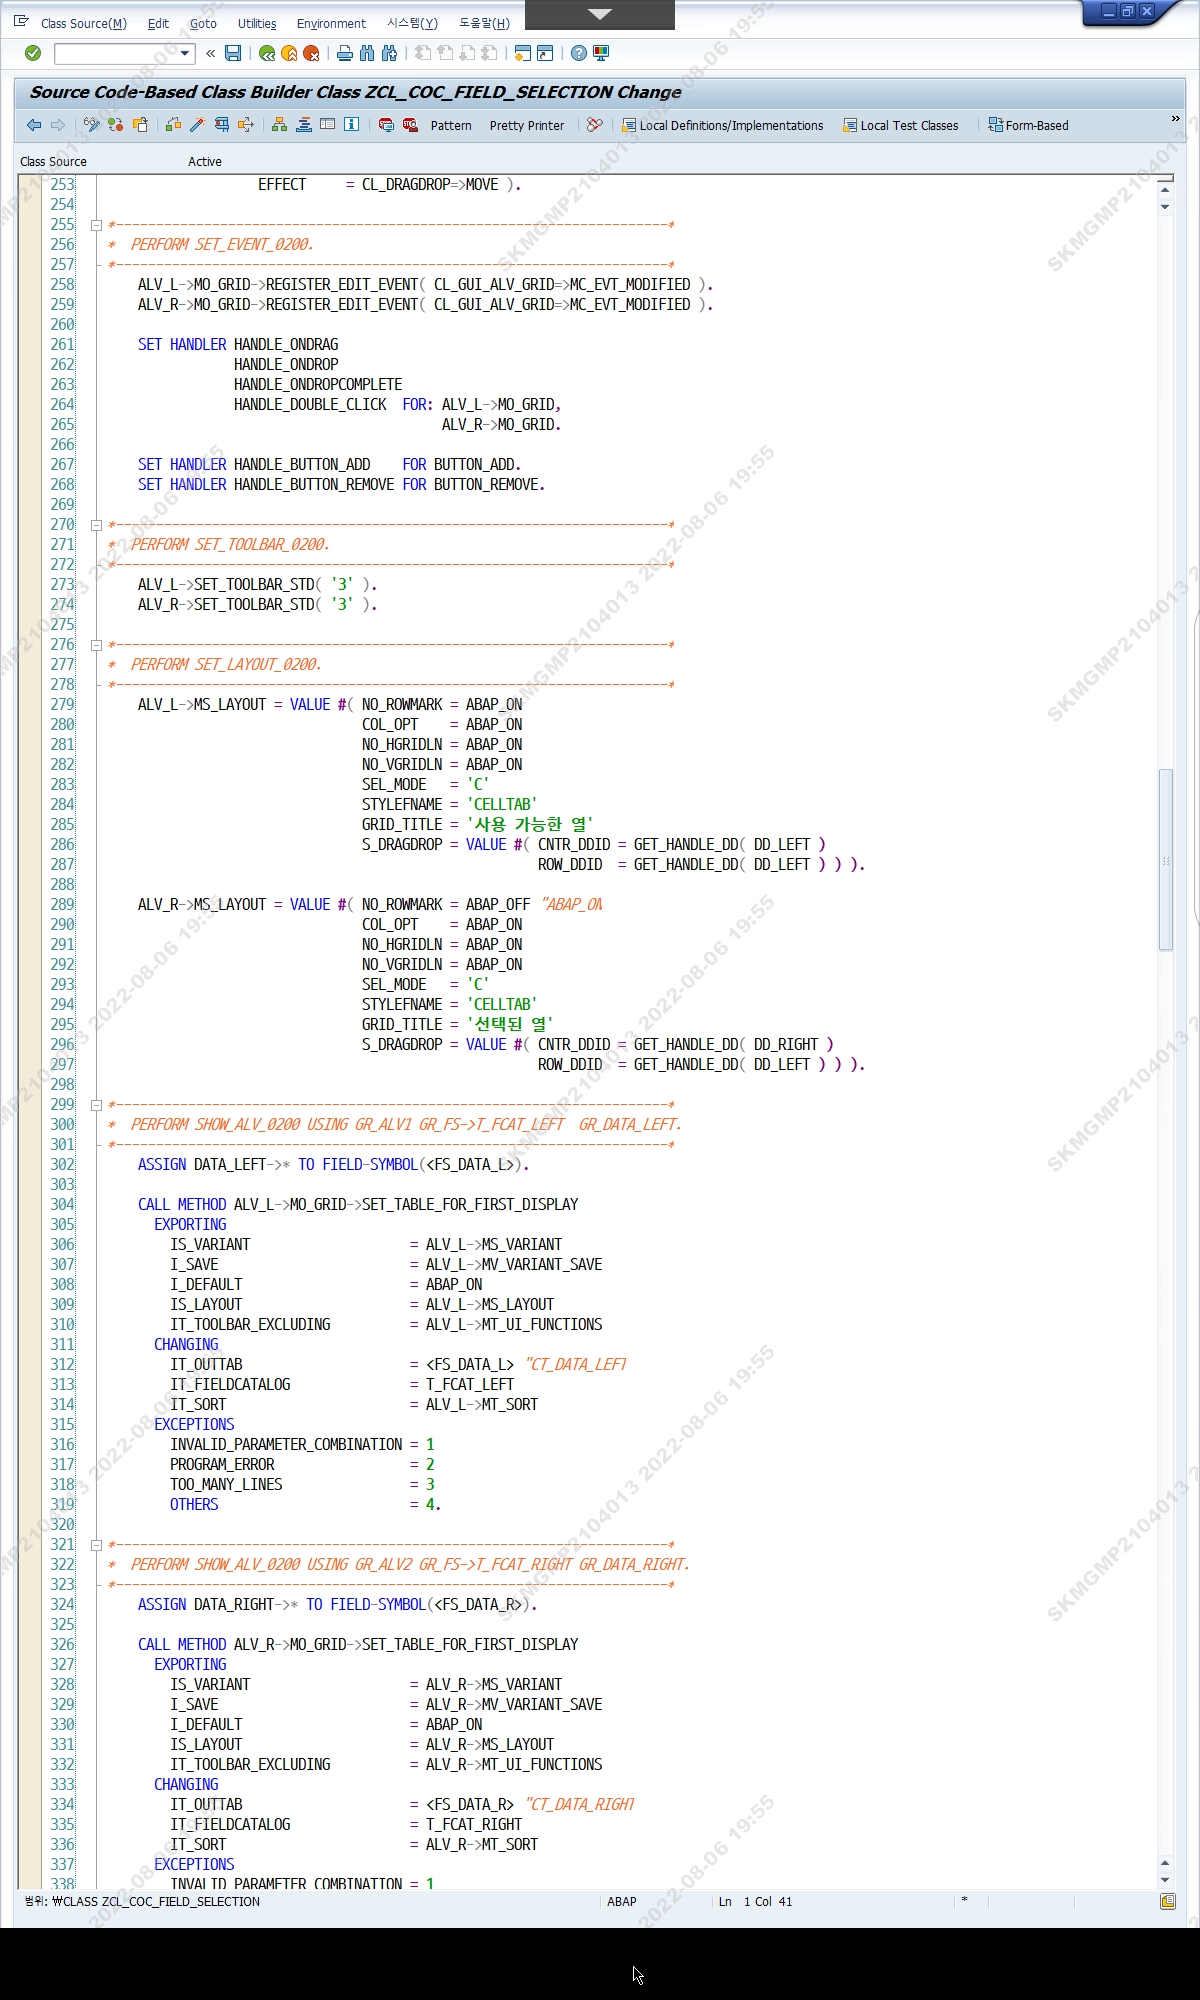 Class Source(M) Edit Goto Utilities Environment 시스템(Y) 도움말(H)
Source Code-Based Class Builder Class ZCL_COC_FIELD_SELECTION Change
Pattern Pretty Printer Local Definitions/Implementations Local Test Classes Form-Based
Class Source Active
253 EFFECT = CL_DRAGDROP=>MOVE ).
254
255 *---------------------------------------------------------------------*
256 * PERFORM SET_EVENT_0200.
257 *---------------------------------------------------------------------*
258 ALV_L->MO_GRID->REGISTER_EDIT_EVENT( CL_GUI_ALV_GRID=>MC_EVT_MODIFIED ).
259 ALV_R->MO_GRID->REGISTER_EDIT_EVENT( CL_GUI_ALV_GRID=>MC_EVT_MODIFIED ).
260
261 SET HANDLER HANDLE_ONDRAG
262 HANDLE_ONDROP
263 HANDLE_ONDROPCOMPLETE
264 HANDLE_DOUBLE_CLICK FOR: ALV_L->MO_GRID,
265 ALV_R->MO_GRID.
266
267 SET HANDLER HANDLE_BUTTON_ADD FOR BUTTON_ADD.
268 SET HANDLER HANDLE_BUTTON_REMOVE FOR BUTTON_REMOVE.
269
270 *---------------------------------------------------------------------*
271 * PERFORM SET_TOOLBAR_0200.
272 *---------------------------------------------------------------------*
273 ALV_L->SET_TOOLBAR_STD( '3' ).
274 ALV_R->SET_TOOLBAR_STD( '3' ).
275
276 *---------------------------------------------------------------------*
277 * PERFORM SET_LAYOUT_0200.
278 *---------------------------------------------------------------------*
279 ALV_L->MS_LAYOUT = VALUE #( NO_ROWMARK = ABAP_ON
280 COL_OPT = ABAP_ON
281 NO_HGRIDLN = ABAP_ON
282 NO_VGRIDLN = ABAP_ON
283 SEL_MODE = 'C'
284 STYLEFNAME = 'CELLTAB'
285 GRID_TITLE = '사용 가능한 열'
286 S_DRAGDROP = VALUE #( CNTR_DDID = GET_HANDLE_DD( DD_LEFT )
287 ROW_DDID = GET_HANDLE_DD( DD_LEFT ) ) ).
288
289 ALV_R->MS_LAYOUT = VALUE #( NO_ROWMARK = ABAP_OFF "ABAP_ON
290 COL_OPT = ABAP_ON
291 NO_HGRIDLN = ABAP_ON
292 NO_VGRIDLN = ABAP_ON
293 SEL_MODE = 'C'
294 STYLEFNAME = 'CELLTAB'
295 GRID_TITLE = '선택된 열'
296 S_DRAGDROP = VALUE #( CNTR_DDID = GET_HANDLE_DD( DD_RIGHT )
297 ROW_DDID = GET_HANDLE_DD( DD_LEFT ) ) ).
298
299 *---------------------------------------------------------------------*
300 * PERFORM SHOW_ALV_0200 USING GR_ALV1 GR_FS->T_FCAT_LEFT GR_DATA_LEFT.
301 *---------------------------------------------------------------------*
302 ASSIGN DATA_LEFT->* TO FIELD-SYMBOL(<FS_DATA_L>).
303
304 CALL METHOD ALV_L->MO_GRID->SET_TABLE_FOR_FIRST_DISPLAY
305 EXPORTING
306 IS_VARIANT = ALV_L->MS_VARIANT
307 I_SAVE = ALV_L->MV_VARIANT_SAVE
308 I_DEFAULT = ABAP_ON
309 IS_LAYOUT = ALV_L->MS_LAYOUT
310 IT_TOOLBAR_EXCLUDING = ALV_L->MT_UI_FUNCTIONS
311 CHANGING
312 IT_OUTTAB = <FS_DATA_L> "CT_DATA_LEFT
313 IT_FIELDCATALOG = T_FCAT_LEFT
314 IT_SORT = ALV_L->MT_SORT
315 EXCEPTIONS
316 INVALID_PARAMETER_COMBINATION = 1
317 PROGRAM_ERROR = 2
318 TOO_MANY_LINES = 3
319 OTHERS = 4.
320
321 *---------------------------------------------------------------------*
322 * PERFORM SHOW_ALV_0200 USING GR_ALV2 GR_FS->T_FCAT_RIGHT GR_DATA_RIGHT.
323 *---------------------------------------------------------------------*
324 ASSIGN DATA_RIGHT->* TO FIELD-SYMBOL(<FS_DATA_R>).
325
326 CALL METHOD ALV_R->MO_GRID->SET_TABLE_FOR_FIRST_DISPLAY
327 EXPORTING
328 IS_VARIANT = ALV_R->MS_VARIANT
329 I_SAVE = ALV_R->MV_VARIANT_SAVE
330 I_DEFAULT = ABAP_ON
331 IS_LAYOUT = ALV_R->MS_LAYOUT
332 IT_TOOLBAR_EXCLUDING = ALV_R->MT_UI_FUNCTIONS
333 CHANGING
334 IT_OUTTAB = <FS_DATA_R> "CT_DATA_RIGHT
335 IT_FIELDCATALOG = T_FCAT_RIGHT
336 IT_SORT = ALV_R->MT_SORT
337 EXCEPTIONS
338 INVALID_PARAMETER_COMBINATION = 1
범위: ₩CLASS ZCL_COC_FIELD_SELECTION ABAP Ln 1 Col 41 *
SKMGMP2104013 2022-08-06 19:55